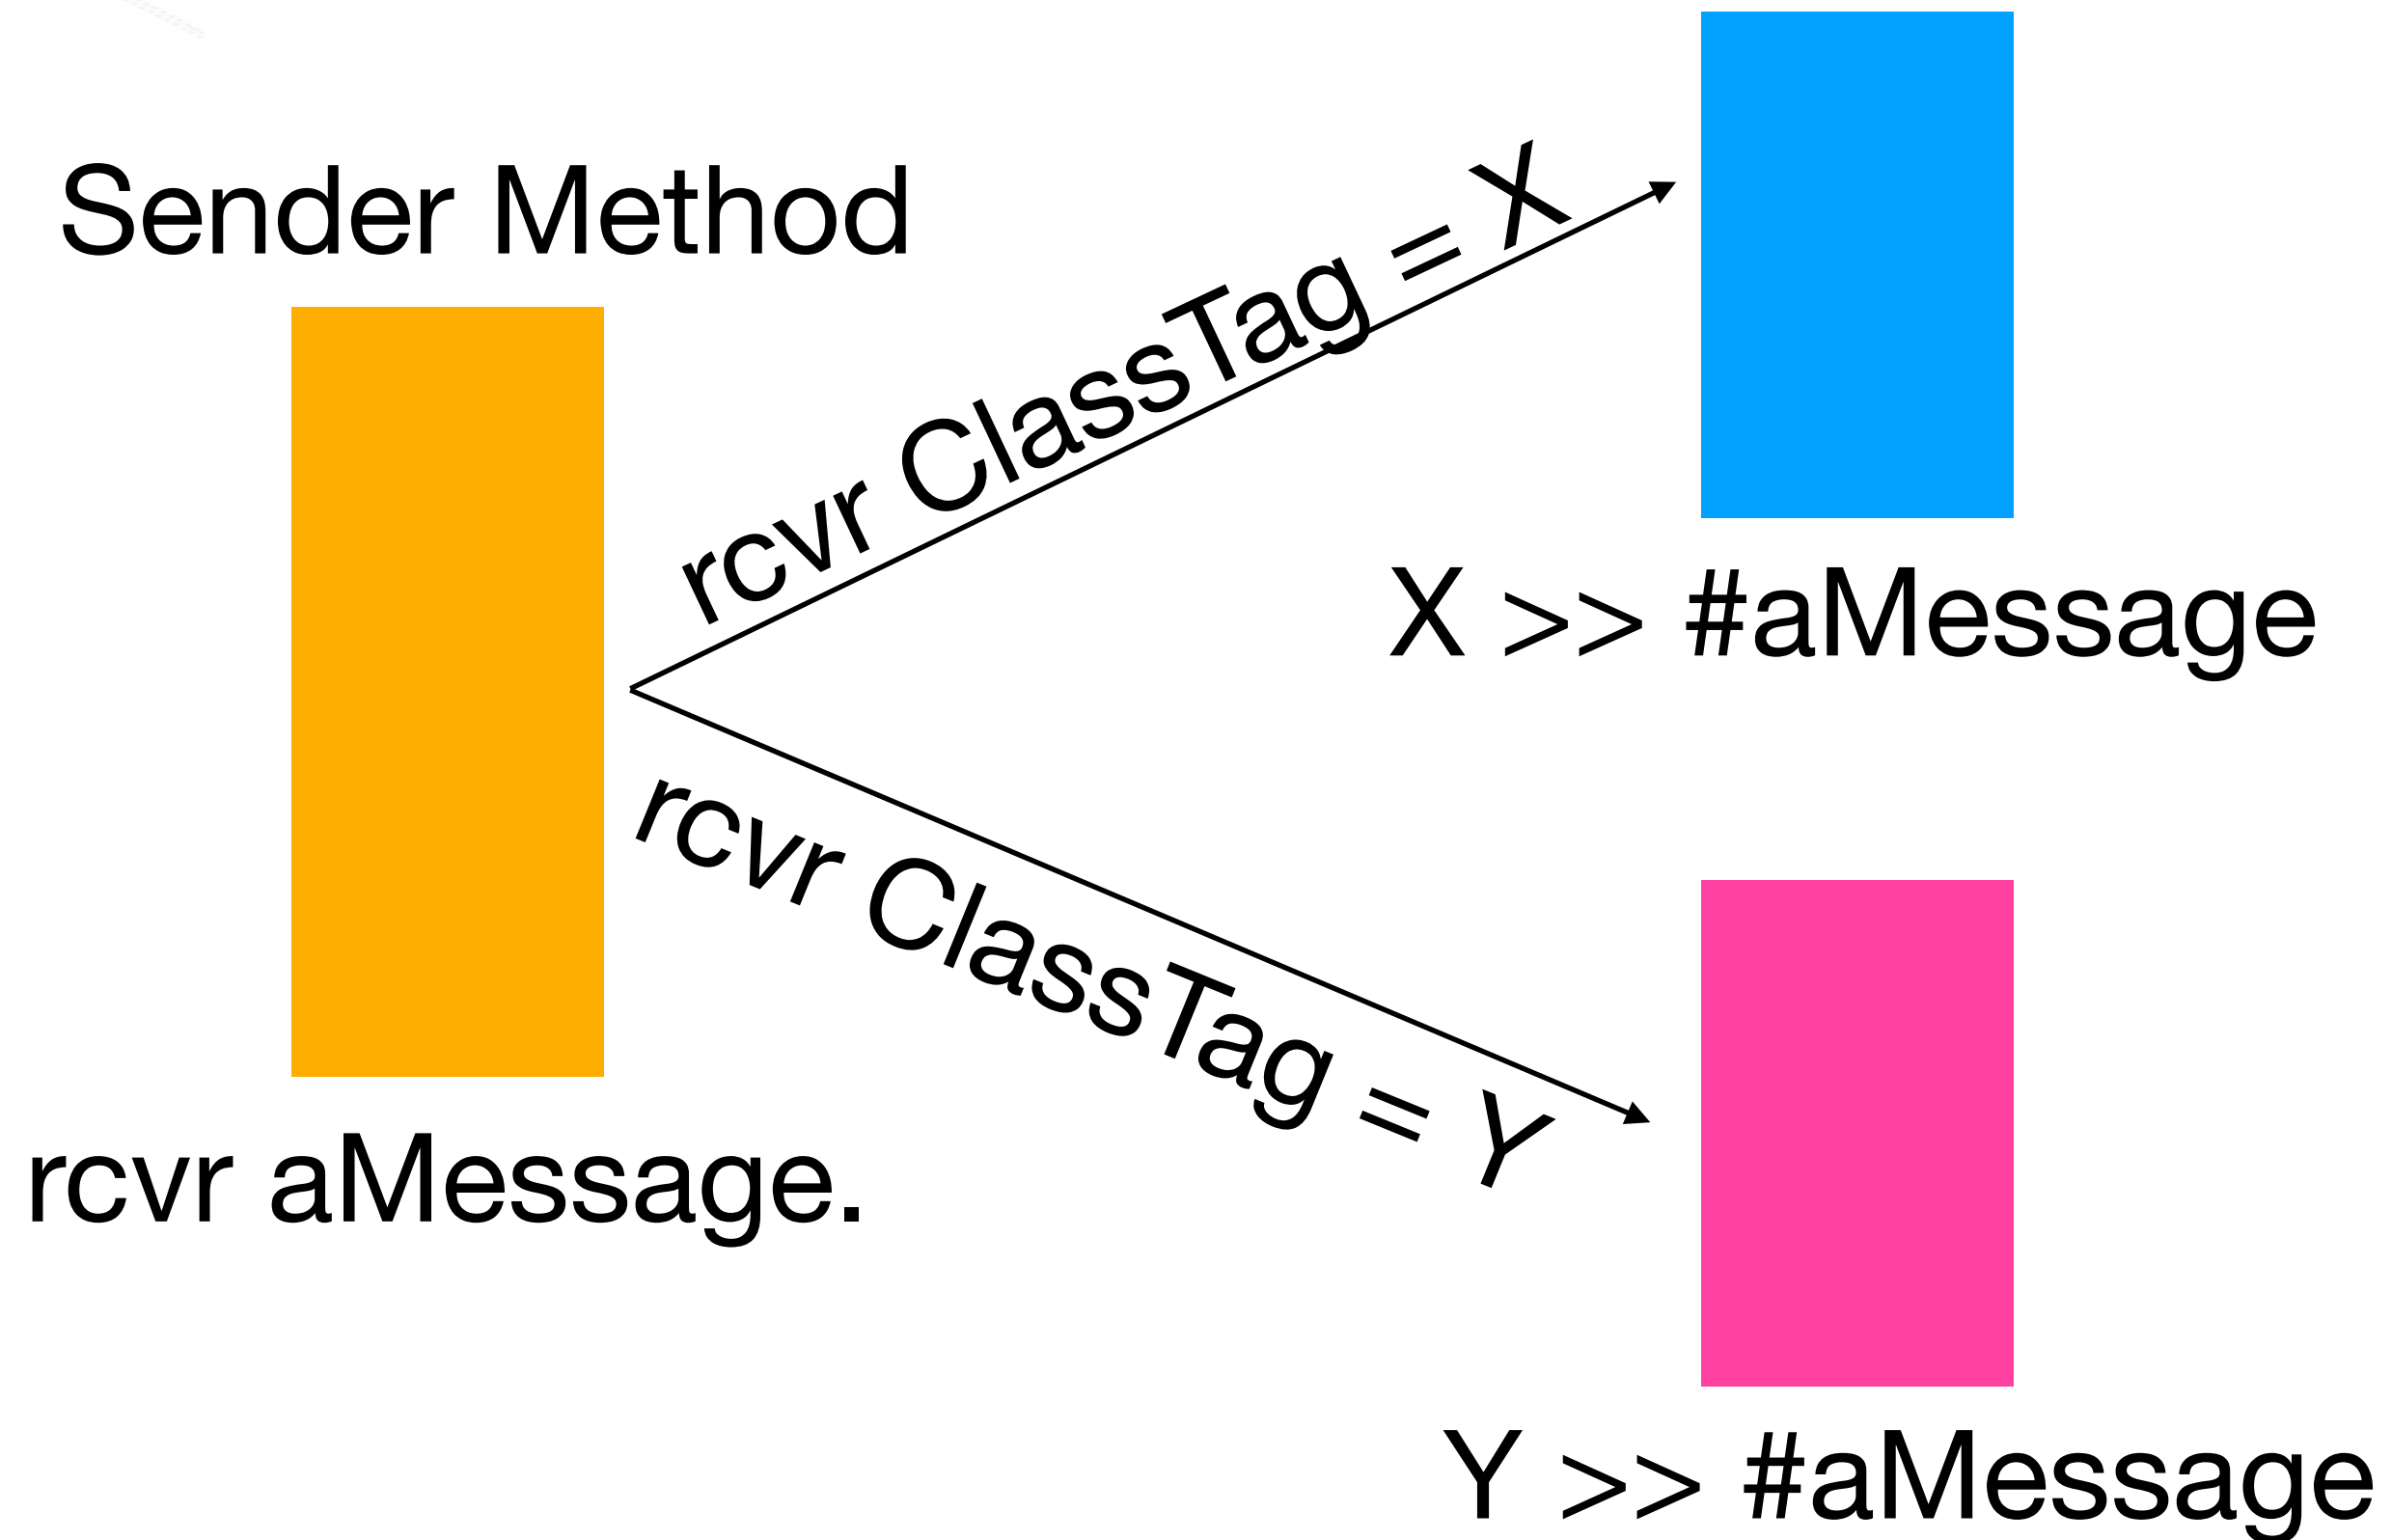 Sender Method
rcvr ClassTag = X
X >> #aMessage
rcvr ClassTag = Y
rcvr aMessage.
Y >> #aMessage